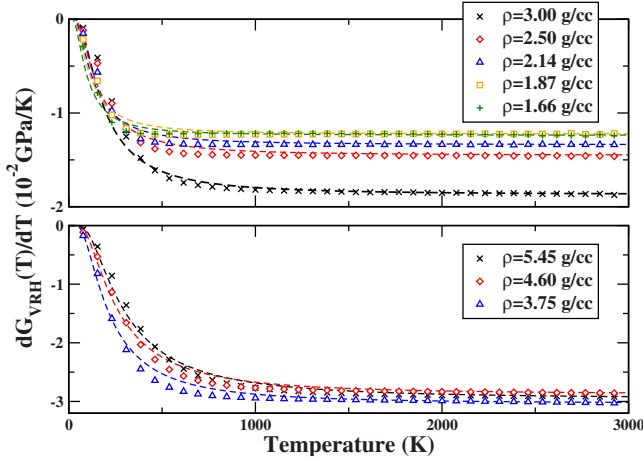 0
-1
-2
ρ=3.00 g/cc
ρ=2.50 g/cc
ρ=2.14 g/cc
ρ=1.87 g/cc
ρ=1.66 g/cc
dG_VRH(T)/dT (10^-2 GPa/K)
0
-1
-2
-3
ρ=5.45 g/cc
ρ=4.60 g/cc
ρ=3.75 g/cc
0 1000 2000 3000
Temperature (K)